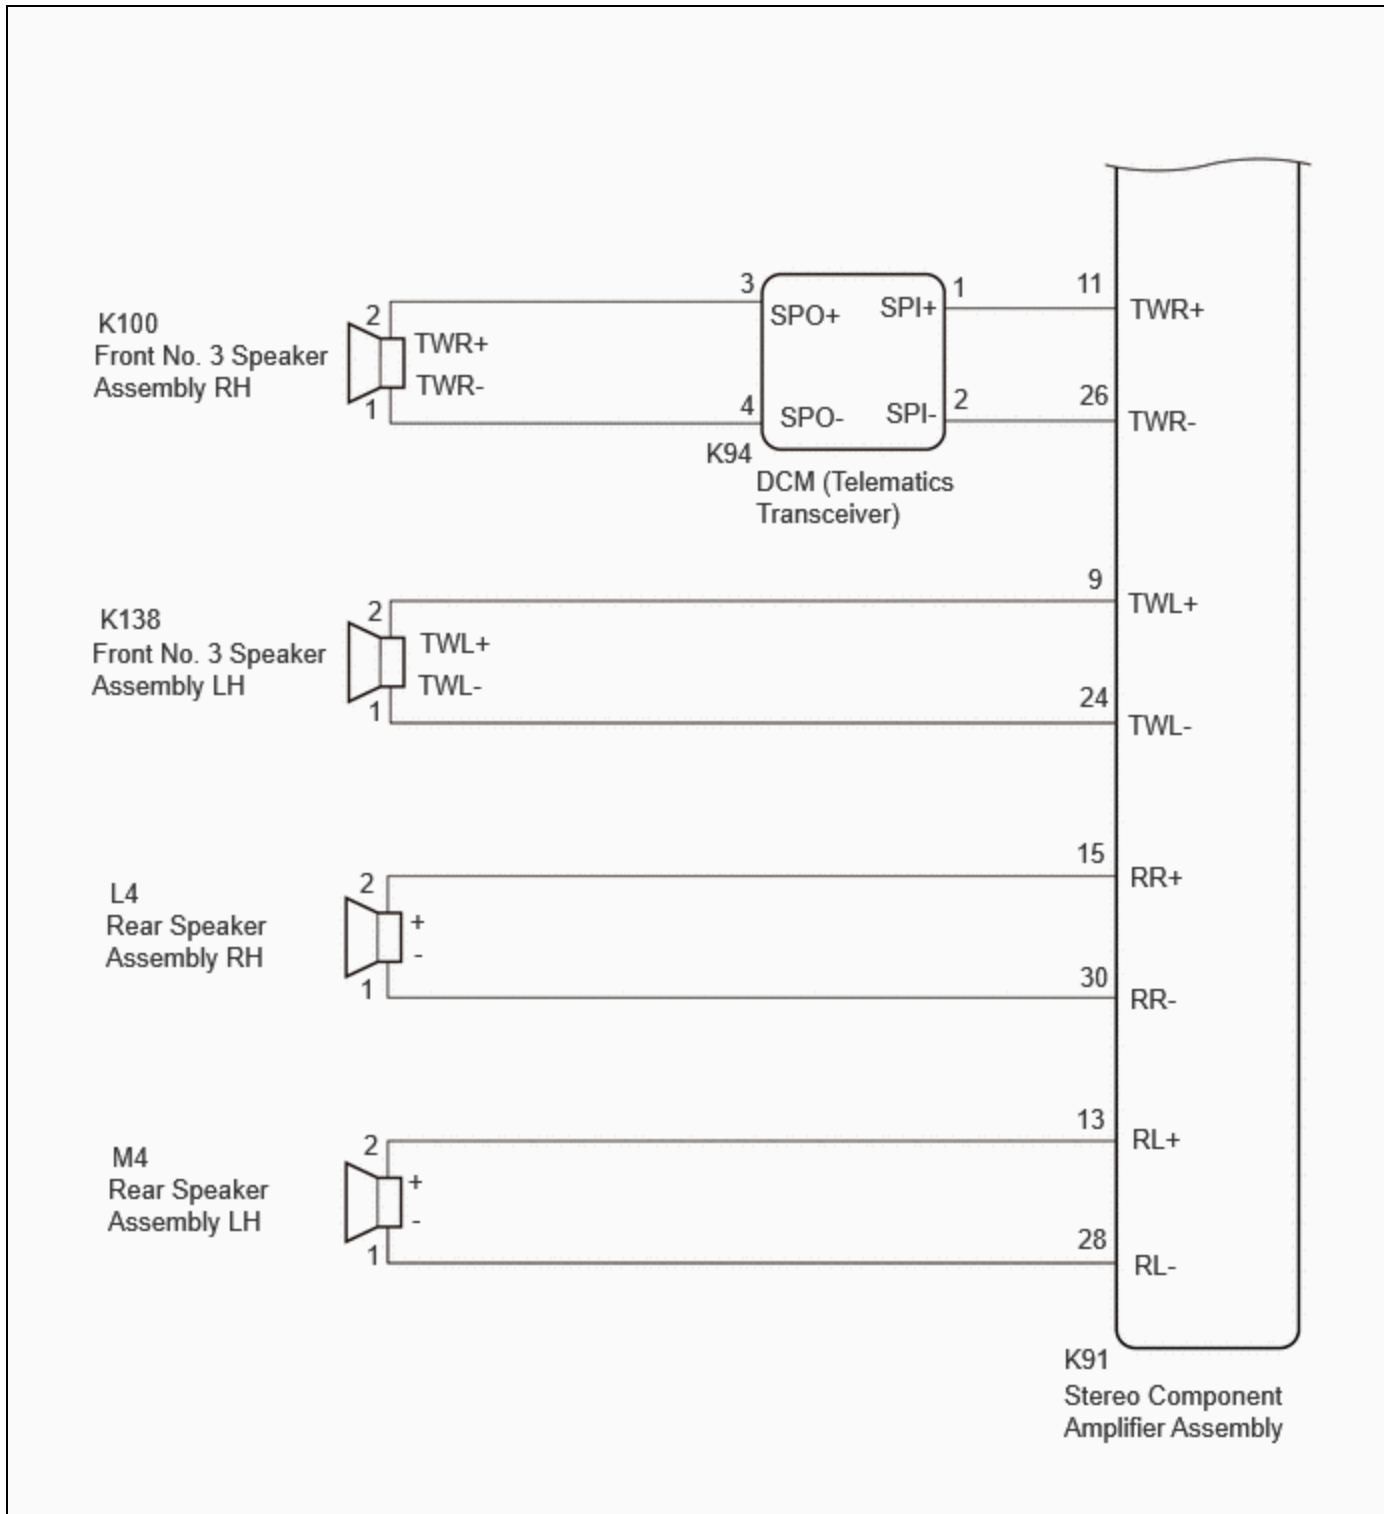 3
SPO+
SPI+
1
11
TWR+
K100
Front No. 3 Speaker
Assembly RH
2
TWR+
TWR-
1
4
SPO-
SPI-
2
26
TWR-
K94
DCM (Telematics
Transceiver)
9
TWL+
K138
Front No. 3 Speaker
Assembly LH
2
TWL+
TWL-
1
24
TWL-
15
RR+
L4
Rear Speaker
Assembly RH
2
+
-
1
30
RR-
13
RL+
M4
Rear Speaker
Assembly LH
2
+
-
1
28
RL-
K91
Stereo Component
Amplifier Assembly